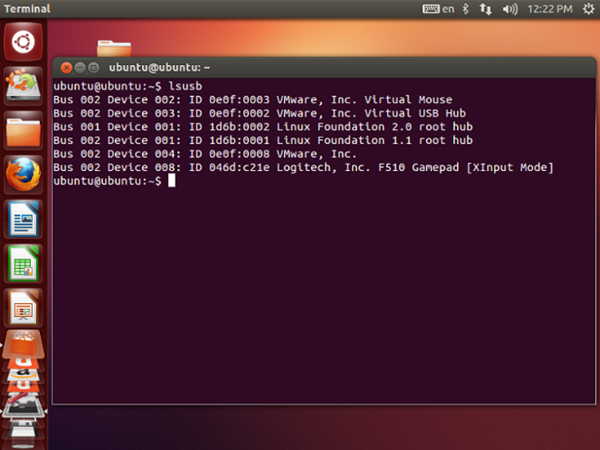 Terminal
en
12:22 PM
ubuntu@ubuntu: ~
ubuntu@ubuntu:~$ lsusb
Bus 002 Device 002: ID 0e0f:0003 VMware, Inc. Virtual Mouse
Bus 002 Device 003: ID 0e0f:0002 VMware, Inc. Virtual USB Hub
Bus 001 Device 001: ID 1d6b:0002 Linux Foundation 2.0 root hub
Bus 002 Device 001: ID 1d6b:0001 Linux Foundation 1.1 root hub
Bus 002 Device 004: ID 0e0f:0008 VMware, Inc.
Bus 002 Device 008: ID 046d:c21e Logitech, Inc. F510 Gamepad [XInput Mode]
ubuntu@ubuntu:~$